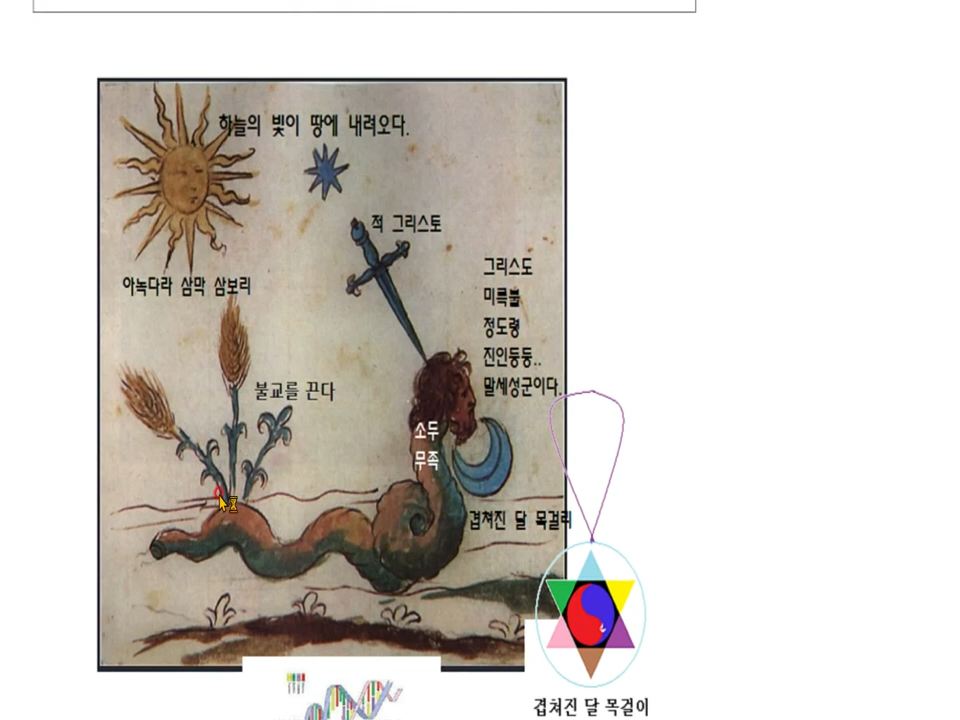 하늘의 빛이 땅에 내려오다.
적 그리스토
그리스도
미륵불
정도령
진인등등..
말세성군이다.
아녹다라 삼막 삼보리
불교를 끈다
소두
무족
겹쳐진 달 목걸리
겹쳐진 달 목걸이